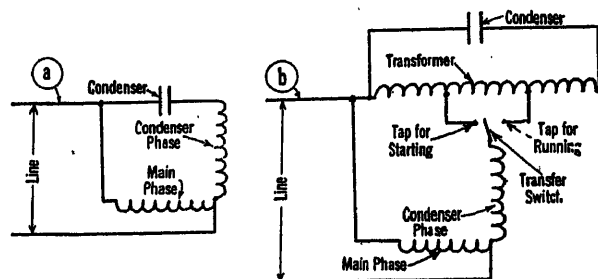 a
Condenser
Condenser
Phase
Main
Phase
Line
b
Condenser
Transformer
Tap for
Starting
Tap for
Running
Transfer
Switch.
Condenser
Phase
Main Phase
Line